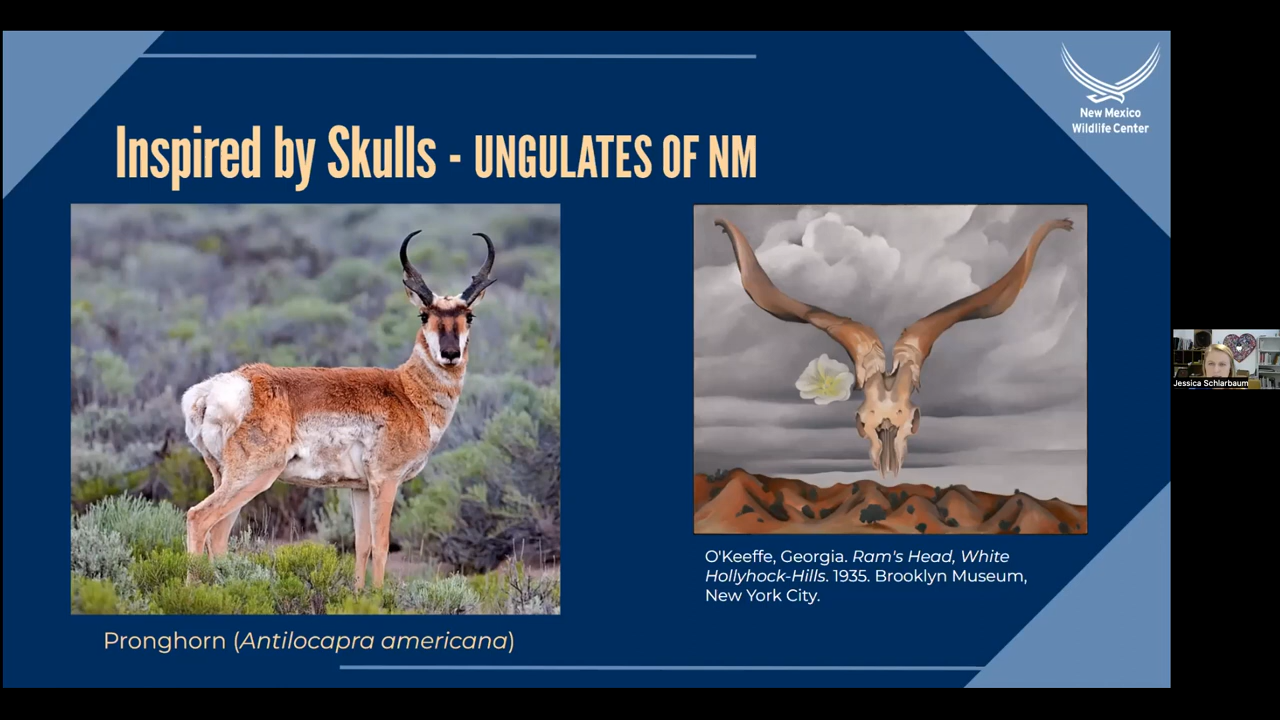 New Mexico
Wildlife Center
Inspired by Skulls - UNGULATES OF NM
O'Keeffe, Georgia. Ram's Head, White
Hollyhock-Hills. 1935. Brooklyn Museum,
New York City.
Pronghorn (Antilocapra americana)
Jessica Schlarbaum